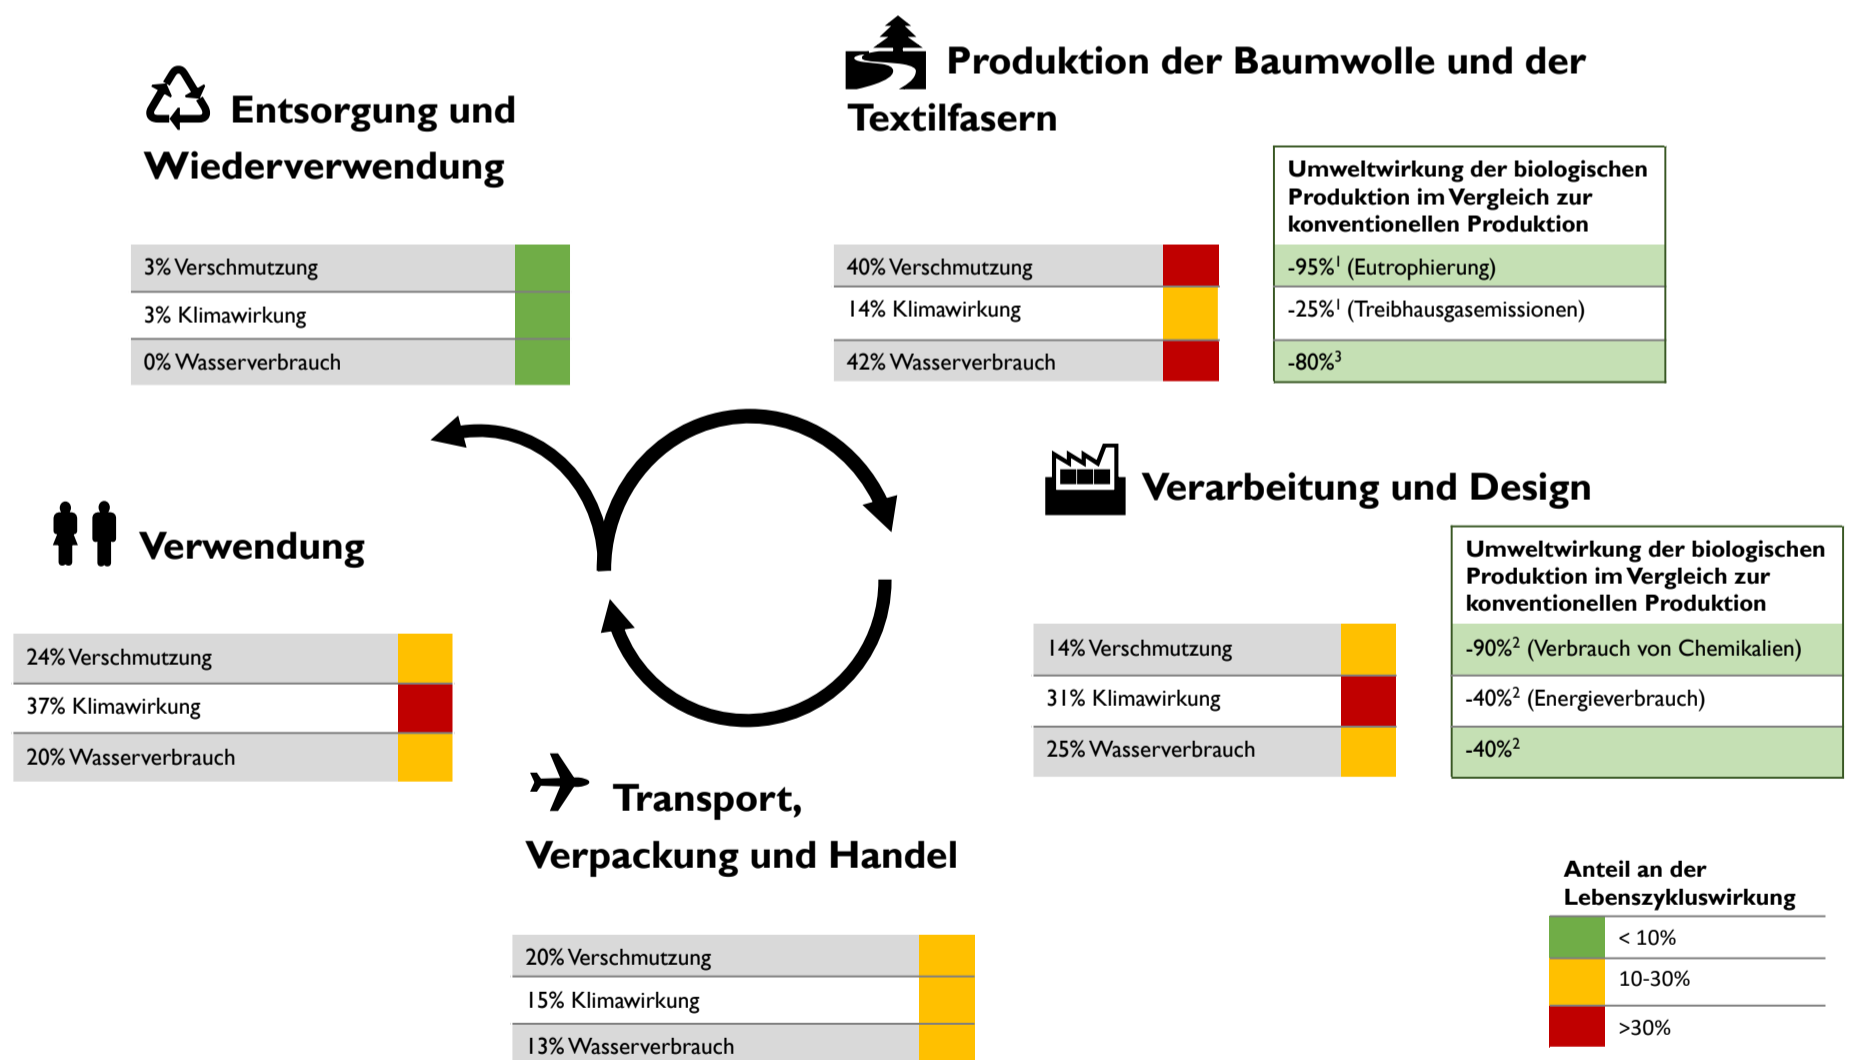 Entsorgung und
Wiederverwendung
3% Verschmutzung
3% Klimawirkung
0% Wasserverbrauch
Produktion der Baumwolle und der
Textilfasern
40% Verschmutzung
14% Klimawirkung
42% Wasserverbrauch
Umweltwirkung der biologischen
Produktion im Vergleich zur
konventionellen Produktion
-95%¹ (Eutrophierung)
-25%¹ (Treibhausgasemissionen)
-80%³
Verarbeitung und Design
14% Verschmutzung
31% Klimawirkung
25% Wasserverbrauch
Umweltwirkung der biologischen
Produktion im Vergleich zur
konventionellen Produktion
-90%² (Verbrauch von Chemikalien)
-40%² (Energieverbrauch)
-40%²
Verwendung
24% Verschmutzung
37% Klimawirkung
20% Wasserverbrauch
Transport,
Verpackung und Handel
20% Verschmutzung
15% Klimawirkung
13% Wasserverbrauch
Anteil an der
Lebenszykluswirkung
< 10%
10-30%
>30%